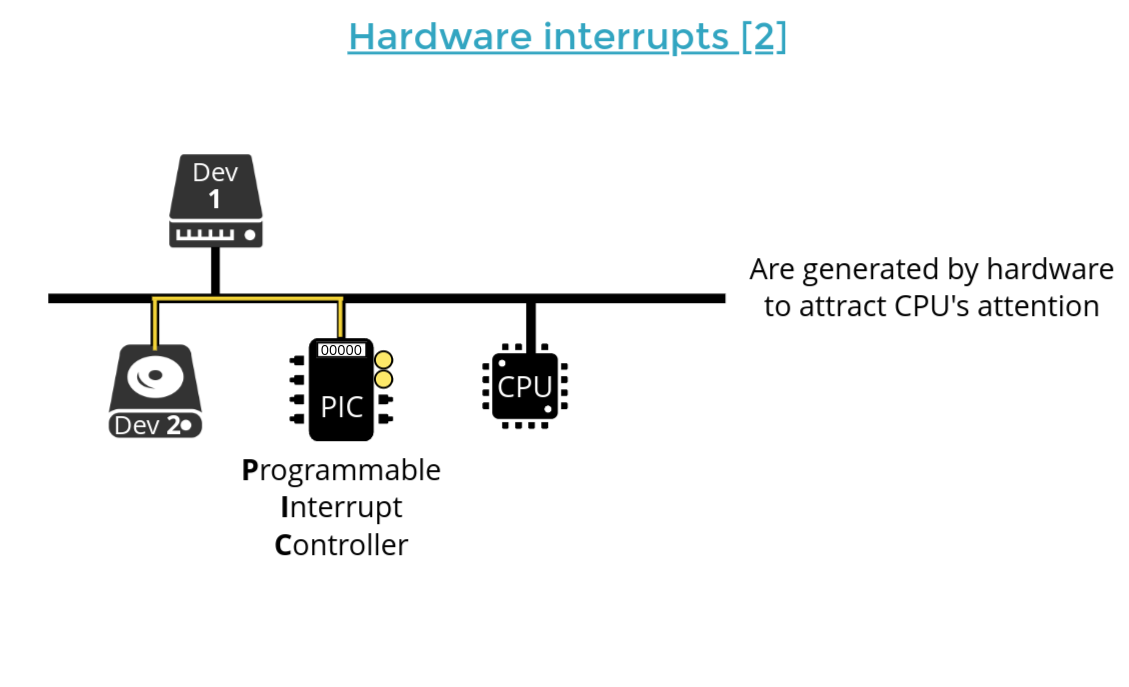 Hardware interrupts [2]
Dev
1
Are generated by hardware
to attract CPU's attention
00000
PIC
CPU
Dev 2
Programmable
Interrupt
Controller